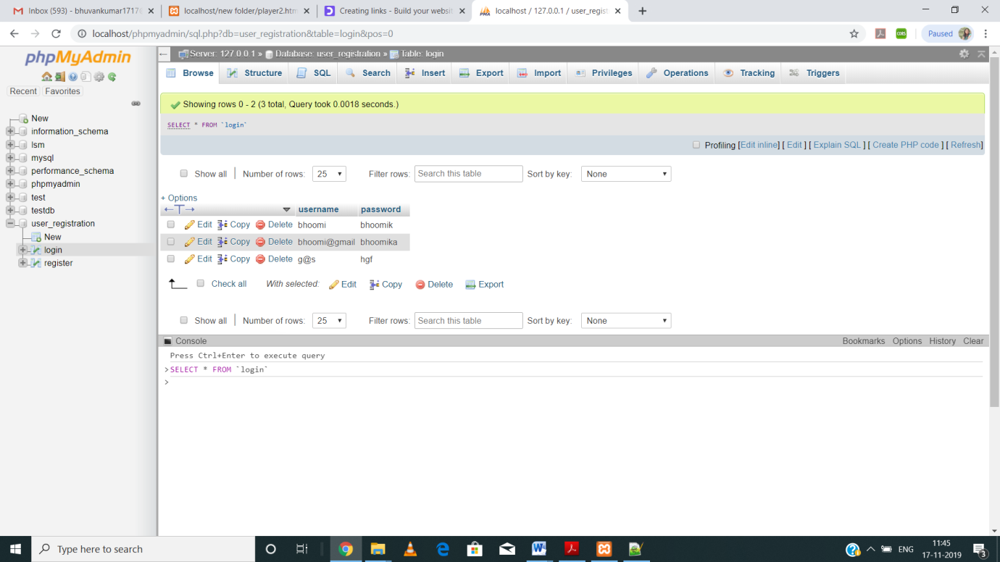 Inbox (593) - bhuvankumar1717@
localhost/new folder/player2.htm
Creating links - Build your websit
localhost / 127.0.0.1 / user_regist
localhost/phpmyadmin/sql.php?db=user_registration&table=login&pos=0
CORS
Paused
phpMyAdmin
Recent Favorites
New
information_schema
lsm
mysql
performance_schema
phpmyadmin
test
testdb
user_registration
New
login
register
Server: 127.0.0.1 » Database: user_registration » Table: login
Browse Structure SQL Search Insert Export Import Privileges Operations Tracking Triggers
Showing rows 0 - 2 (3 total, Query took 0.0018 seconds.)
SELECT * FROM `login`
Profiling [Edit inline] [ Edit ] [ Explain SQL ] [ Create PHP code ] [ Refresh]
Show all Number of rows: 25 Filter rows: Search this table Sort by key: None
+ Options
←T→ username password
Edit Copy Delete bhoomi bhoomik
Edit Copy Delete bhoomi@gmail bhoomika
Edit Copy Delete g@s hgf
Check all With selected: Edit Copy Delete Export
Show all Number of rows: 25 Filter rows: Search this table Sort by key: None
Console Bookmarks Options History Clear
Press Ctrl+Enter to execute query
>SELECT * FROM `login`
>
Type here to search
ENG
11:45
17-11-2019
3